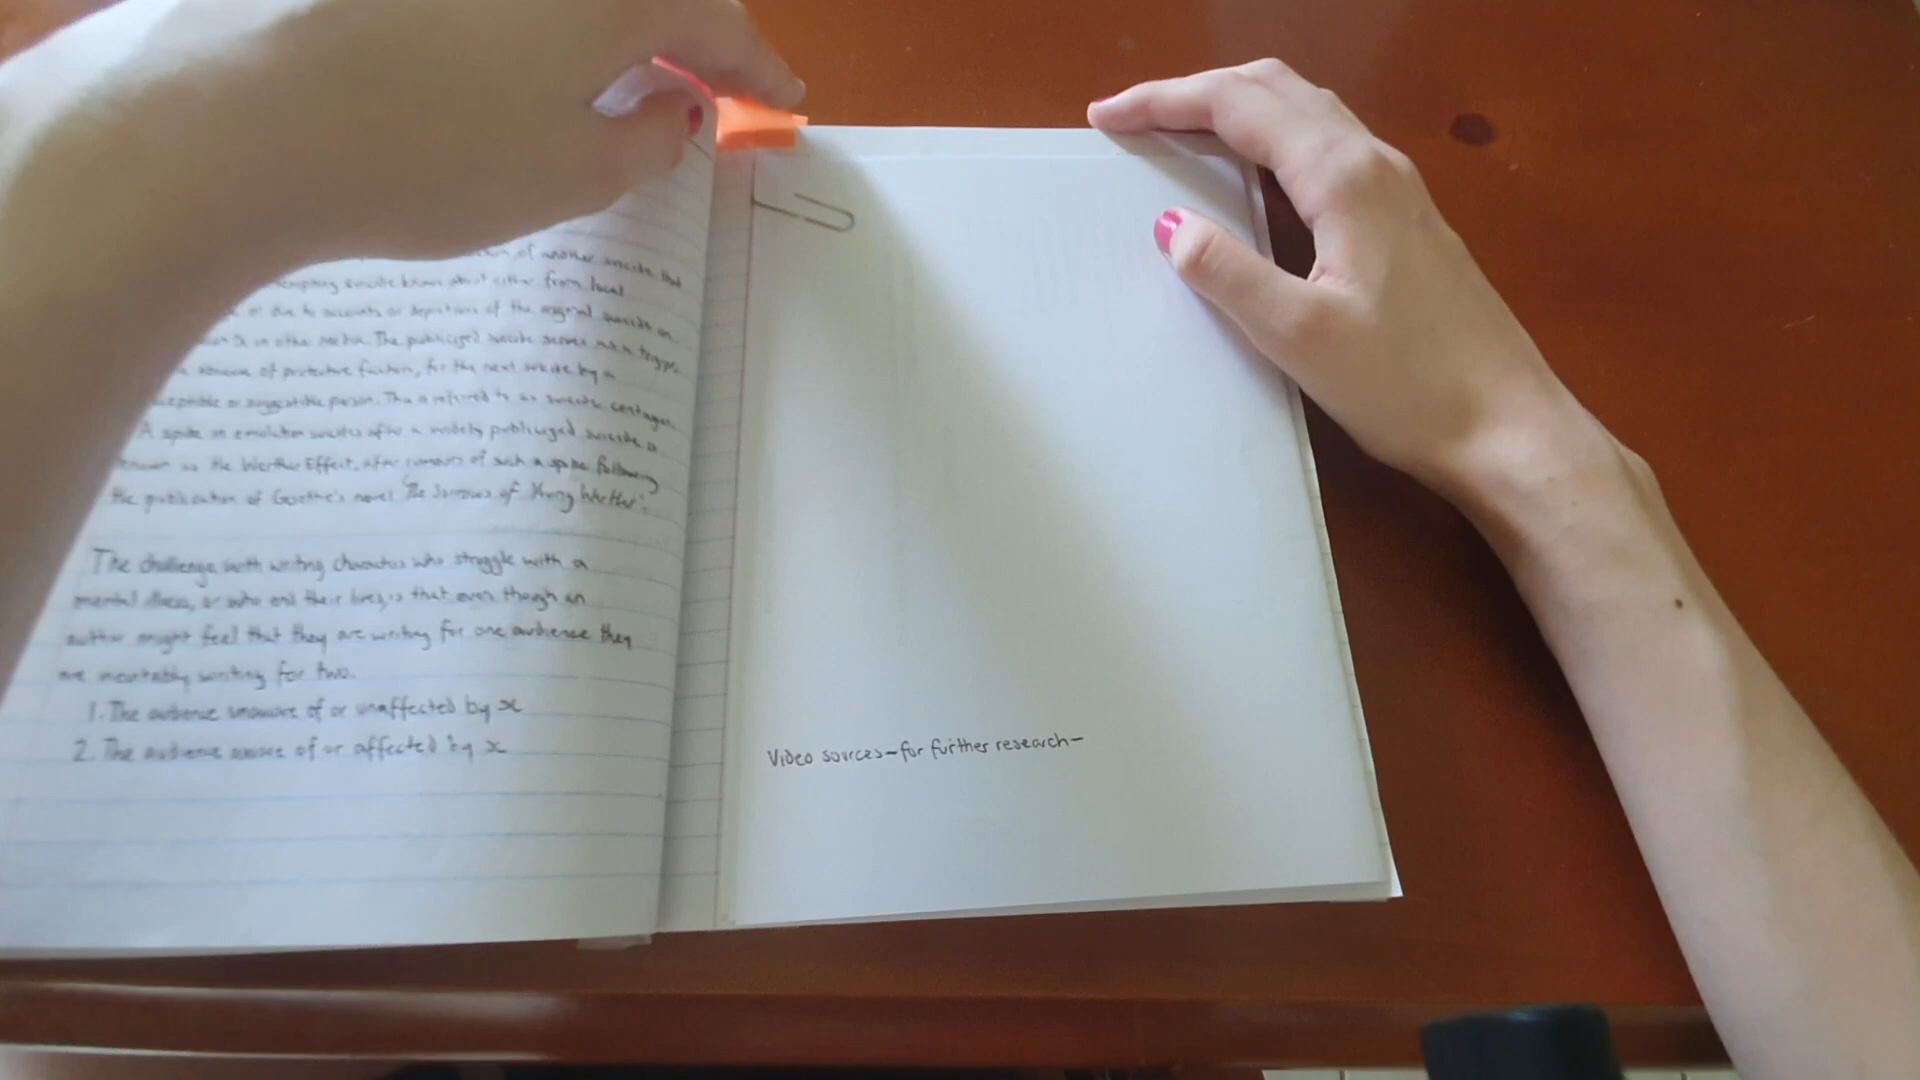 of another suicide that
attempting suicide knows about either from local
or due to accounts or depictions of the original suicide on
or in other media. The publicized suicide serves as a trigger,
absence of protective factors, for the next suicide by a
susceptible or suggestible person. This is referred to as suicide contagion.
A spike in emulation suicides after a widely publicized suicide is
known as the Werther Effect, after rumours of such a spike following
the publication of Goethe's novel 'The Sorrows of Young Werther'.
The challenge with writing characters who struggle with a
mental illness, or who end their lives, is that even though an
author might feel that they are writing for one audience they
are inevitably writing for two.
1. The audience unaware of or unaffected by x
2. The audience aware of or affected by x
Video sources - for further research -